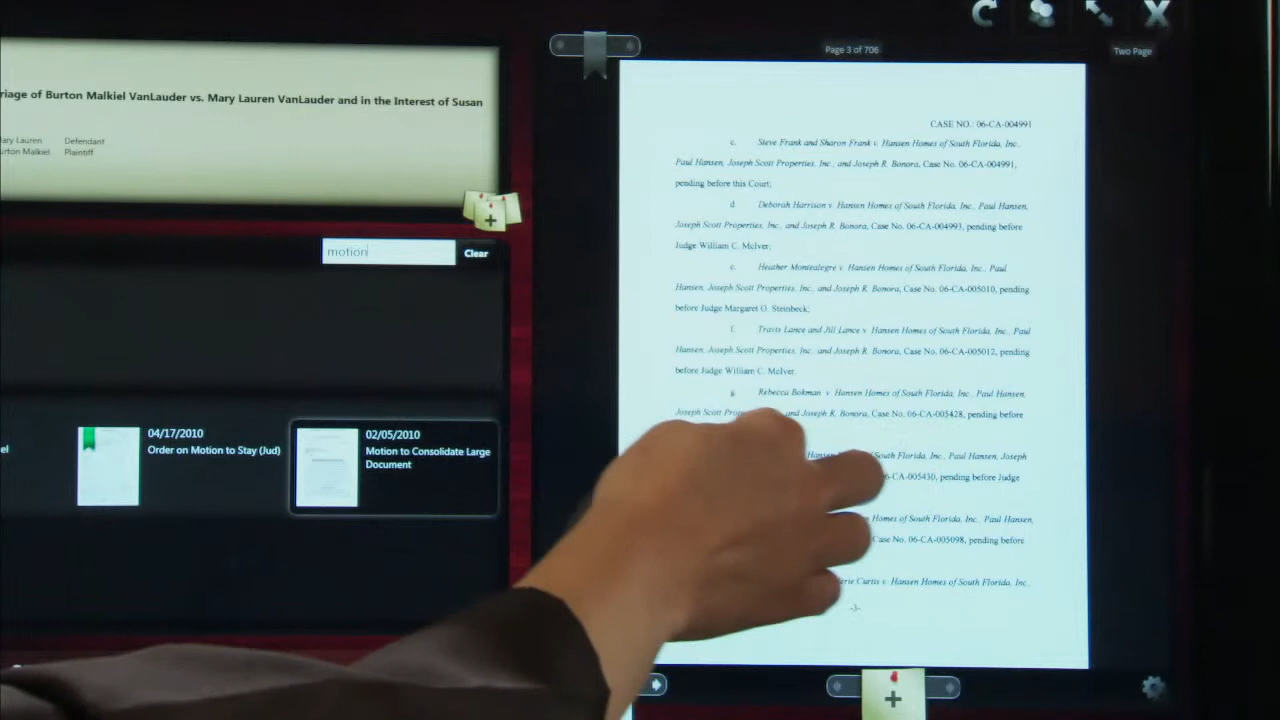 riage of Burton Malkiel VanLauder vs. Mary Lauren VanLauder and in the Interest of Susan
Mary Lauren Defendant
urton Malkiel Plaintiff
motion Clear
04/17/2010
Order on Motion to Stay (Jud)
02/05/2010
Motion to Consolidate Large
Document
Page 3 of 706
Two Page
CASE NO.: 06-CA-004991
c. Steve Frank and Sharon Frank v. Hansen Homes of South Florida, Inc.,
Paul Hansen, Joseph Scott Properties, Inc., and Joseph R. Bonora, Case No. 06-CA-004991,
pending before this Court;
d. Deborah Harrison v. Hansen Homes of South Florida, Inc., Paul Hansen,
Joseph Scott Properties, Inc., and Joseph R. Bonora, Case No. 06-CA-004993, pending before
Judge William C. McIver;
e. Heather Montealegre v. Hansen Homes of South Florida, Inc., Paul
Hansen, Joseph Scott Properties, Inc., and Joseph R. Bonora, Case No. 06-CA-005010, pending
before Judge Margaret O. Steinbeck;
f. Travis Lance and Jill Lance v. Hansen Homes of South Florida, Inc., Paul
Hansen, Joseph Scott Properties, Inc., and Joseph R. Bonora, Case No. 06-CA-005012, pending
before Judge William C. McIver.
g. Rebecca Bokman v. Hansen Homes of South Florida, Inc., Paul Hansen,
Joseph Scott and Joseph R. Bonora, Case No. 06-CA-005428, pending before
South Florida, Inc., Paul Hansen, Joseph
-CA-005430, pending before Judge
Homes of South Florida, Inc., Paul Hansen,
Case No. 06-CA-005098, pending before
Curtis v. Hansen Homes of South Florida, Inc.,
-3-